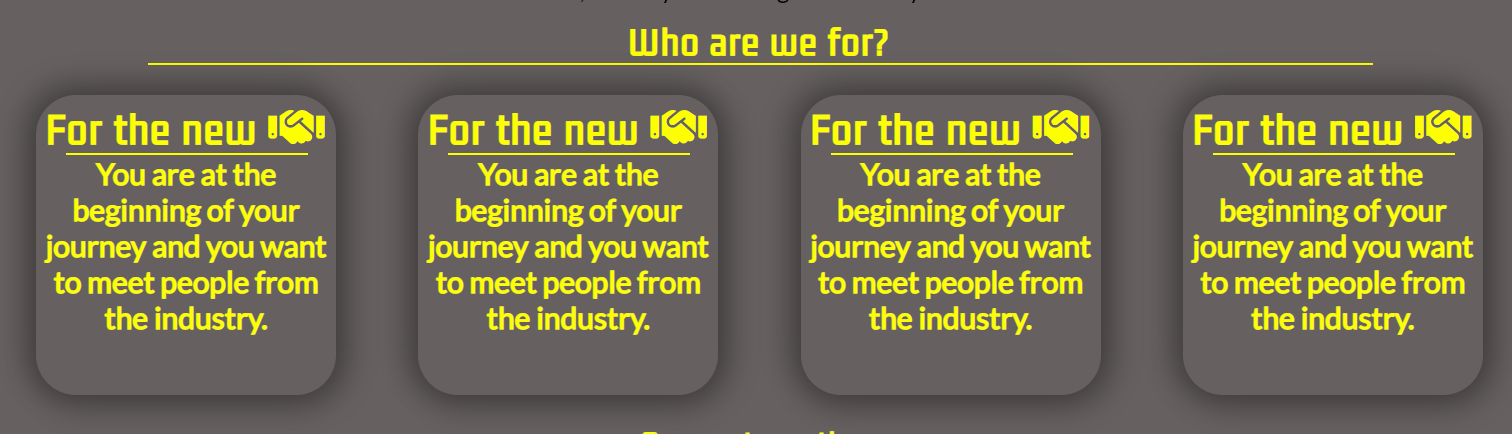 Who are we for?
For the new
You are at the
beginning of your
journey and you want
to meet people from
the industry.
For the new
You are at the
beginning of your
journey and you want
to meet people from
the industry.
For the new
You are at the
beginning of your
journey and you want
to meet people from
the industry.
For the new
You are at the
beginning of your
journey and you want
to meet people from
the industry.